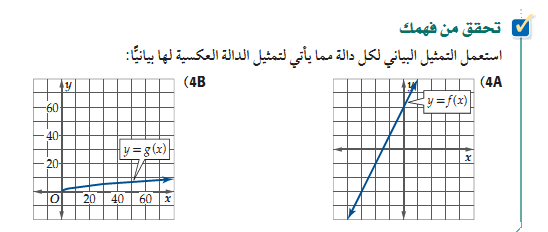 تحقق من فهمك
استعمل التمثيل البياني لكل دالة مما يأتي لتمثيل الدالة العكسية لها بيانيًّا:
(4A
y
y = f(x)
x
(4B
y
60
40
20
y = g(x)
O 20 40 60 x